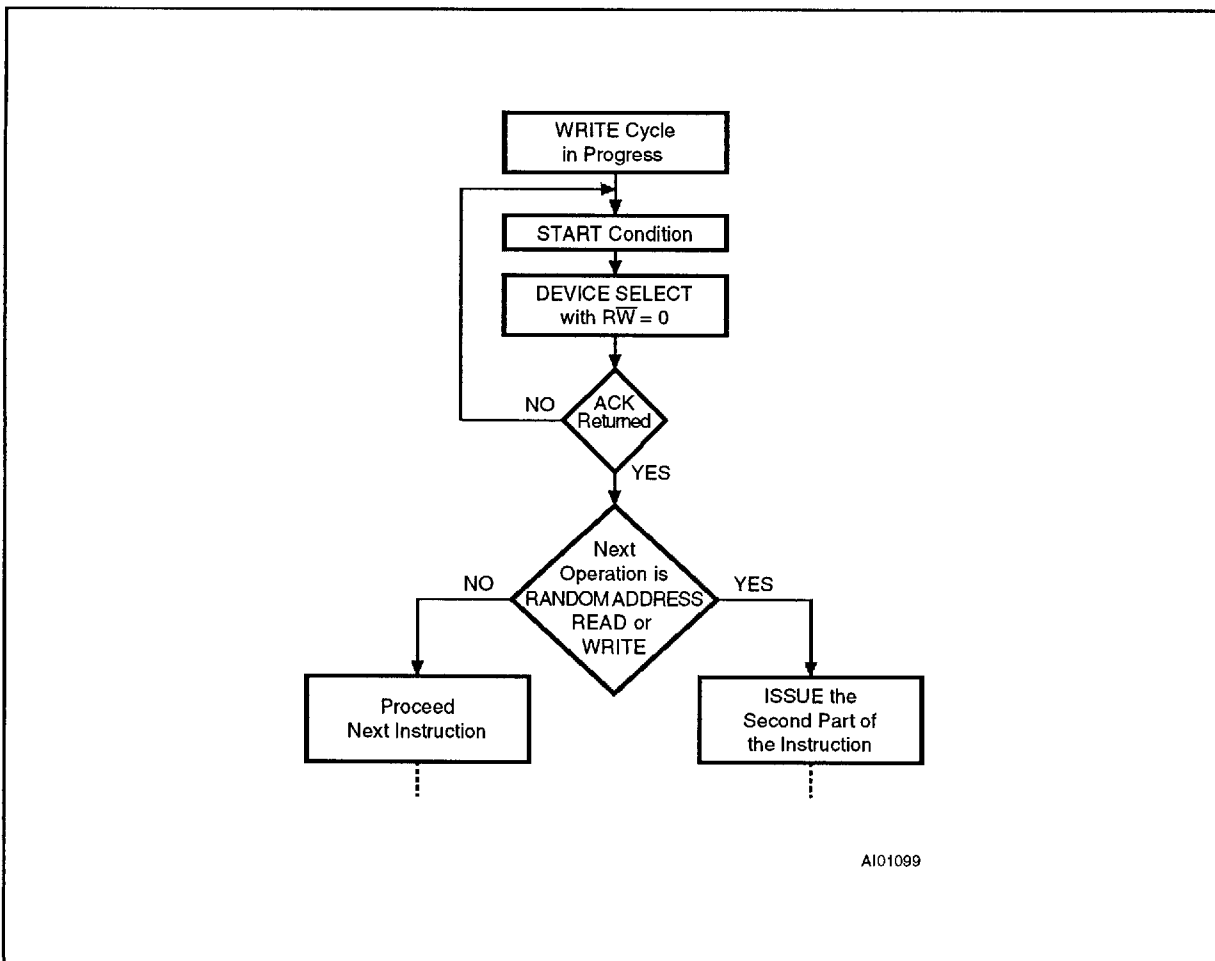 WRITE Cycle
in Progress
START Condition
DEVICE SELECT
with RW̅ = 0
NO
ACK
Returned
YES
Next
Operation is
RANDOM ADDRESS
READ or
WRITE
NO
YES
Proceed
Next Instruction
ISSUE the
Second Part of
the Instruction
AI01099